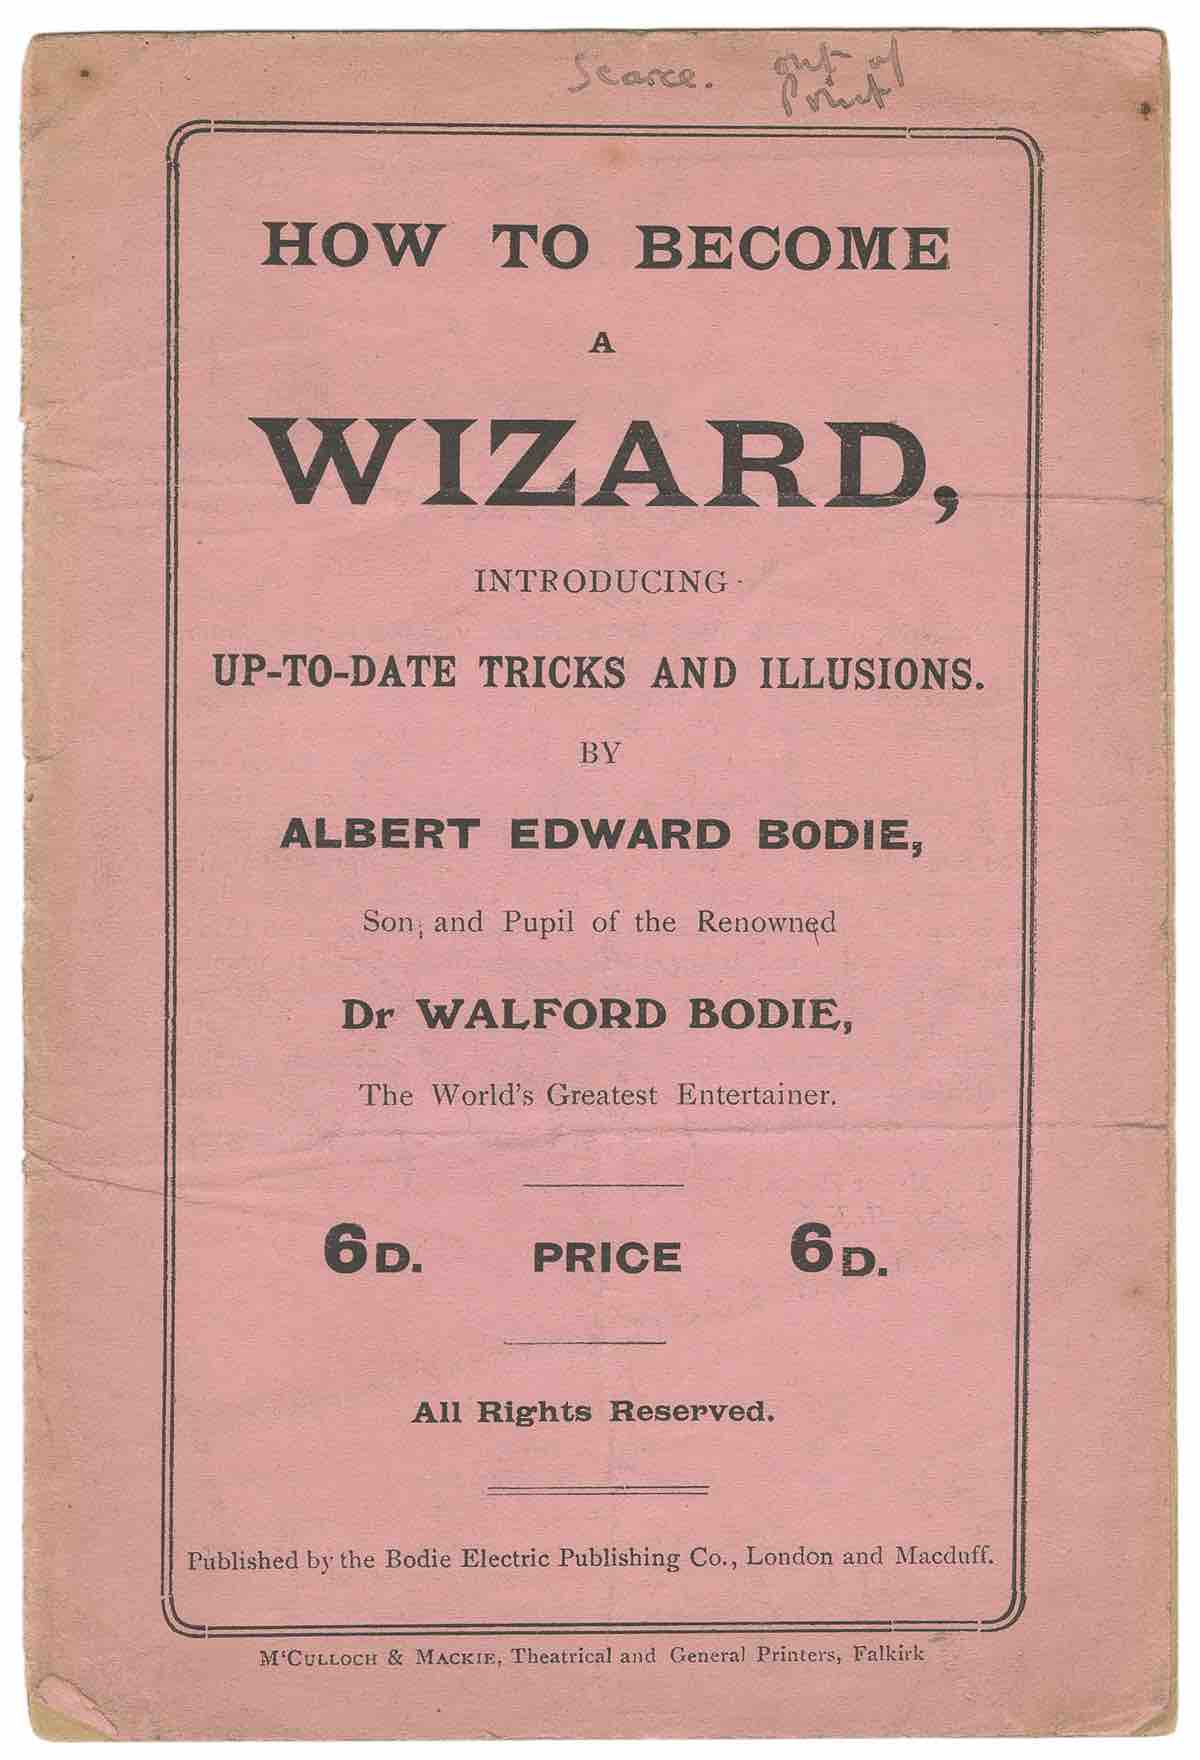 Scarce. out of
print
HOW TO BECOME
A
WIZARD,
INTRODUCING
UP-TO-DATE TRICKS AND ILLUSIONS.
BY
ALBERT EDWARD BODIE,
Son, and Pupil of the Renowned
Dr WALFORD BODIE,
The World's Greatest Entertainer.
6D. PRICE 6D.
All Rights Reserved.
Published by the Bodie Electric Publishing Co., London and Macduff.
M‘CULLOCH & MACKIE, Theatrical and General Printers, Falkirk